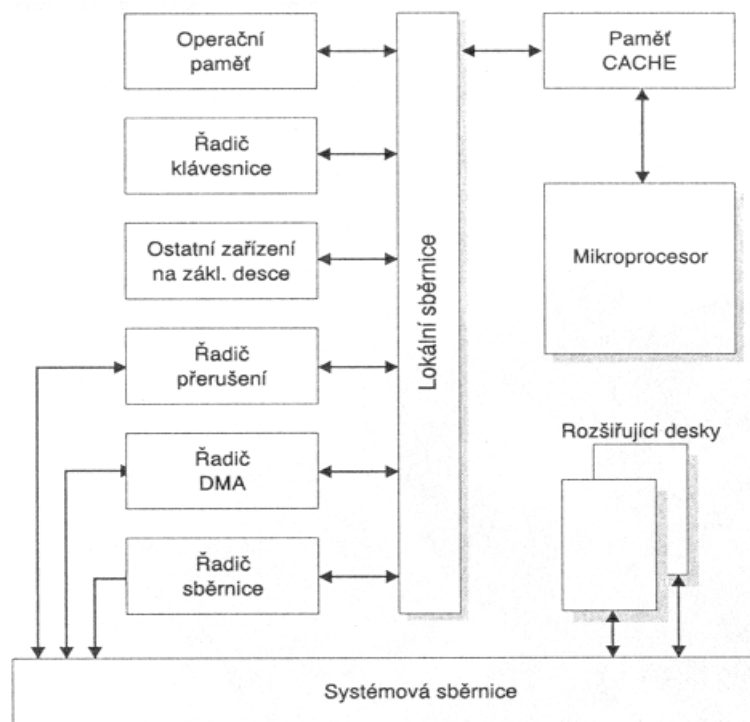 Operační
paměť
Paměť
CACHE
Řadič
klávesnice
Ostatní zařízení
na zákl. desce
Mikroprocesor
Lokální sběrnice
Řadič
přerušení
Rozšiřující desky
Řadič
DMA
Řadič
sběrnice
Systémová sběrnice